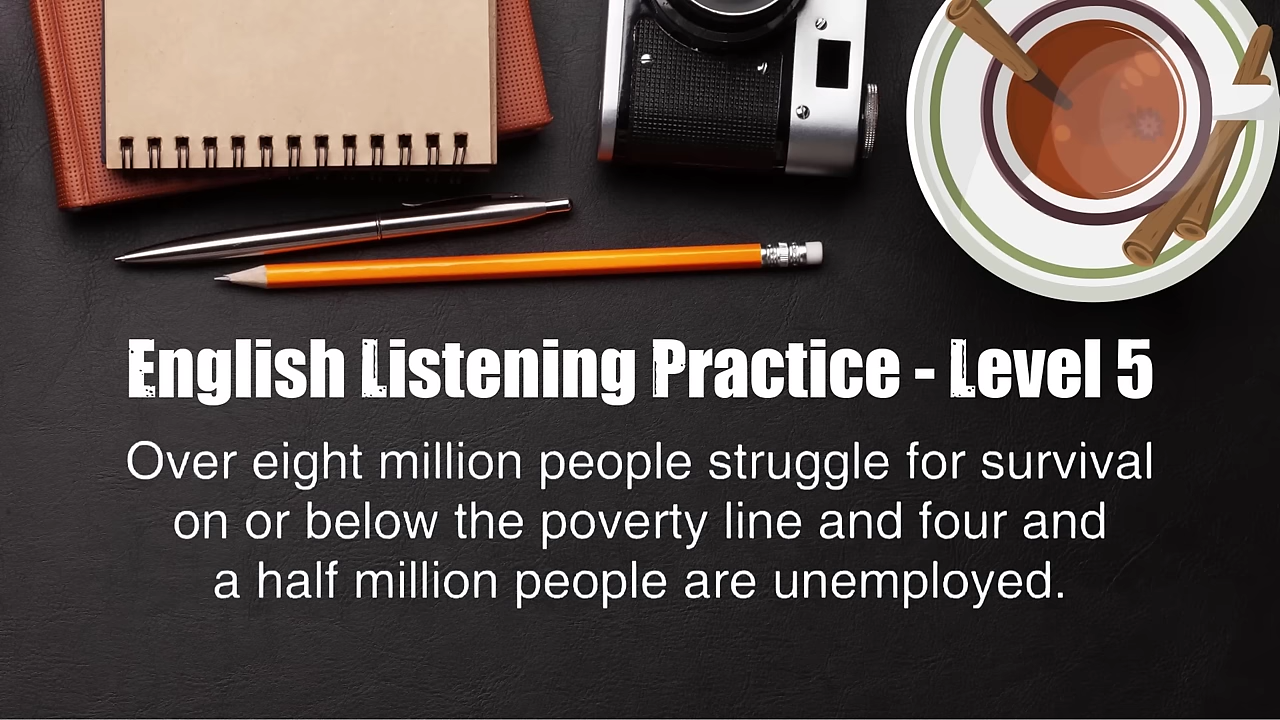 English Listening Practice - Level 5
Over eight million people struggle for survival
on or below the poverty line and four and
a half million people are unemployed.